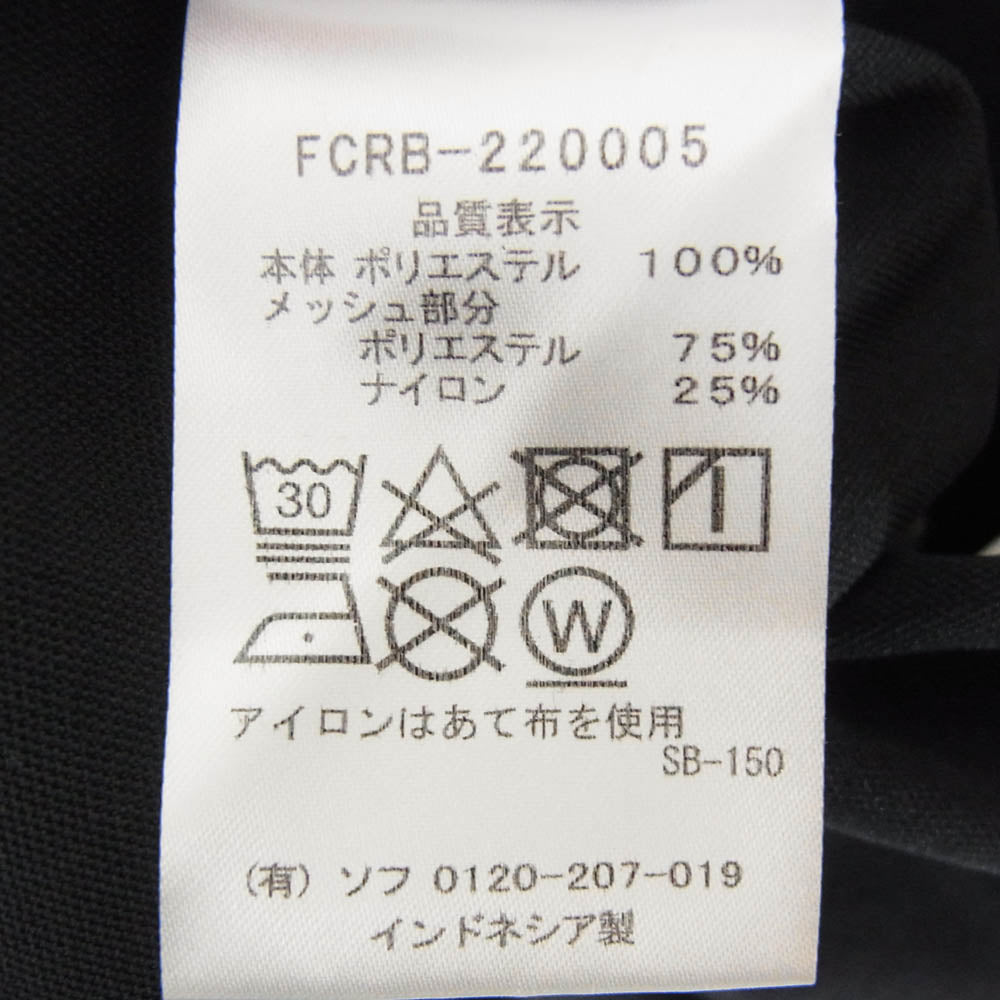 FCRB-220005
品質表示
本体 ポリエステル 100%
メッシュ部分
ポリエステル 75%
ナイロン 25%
30
W
アイロンはあて布を使用
SB-150
(有) ソフ 0120-207-019
インドネシア製